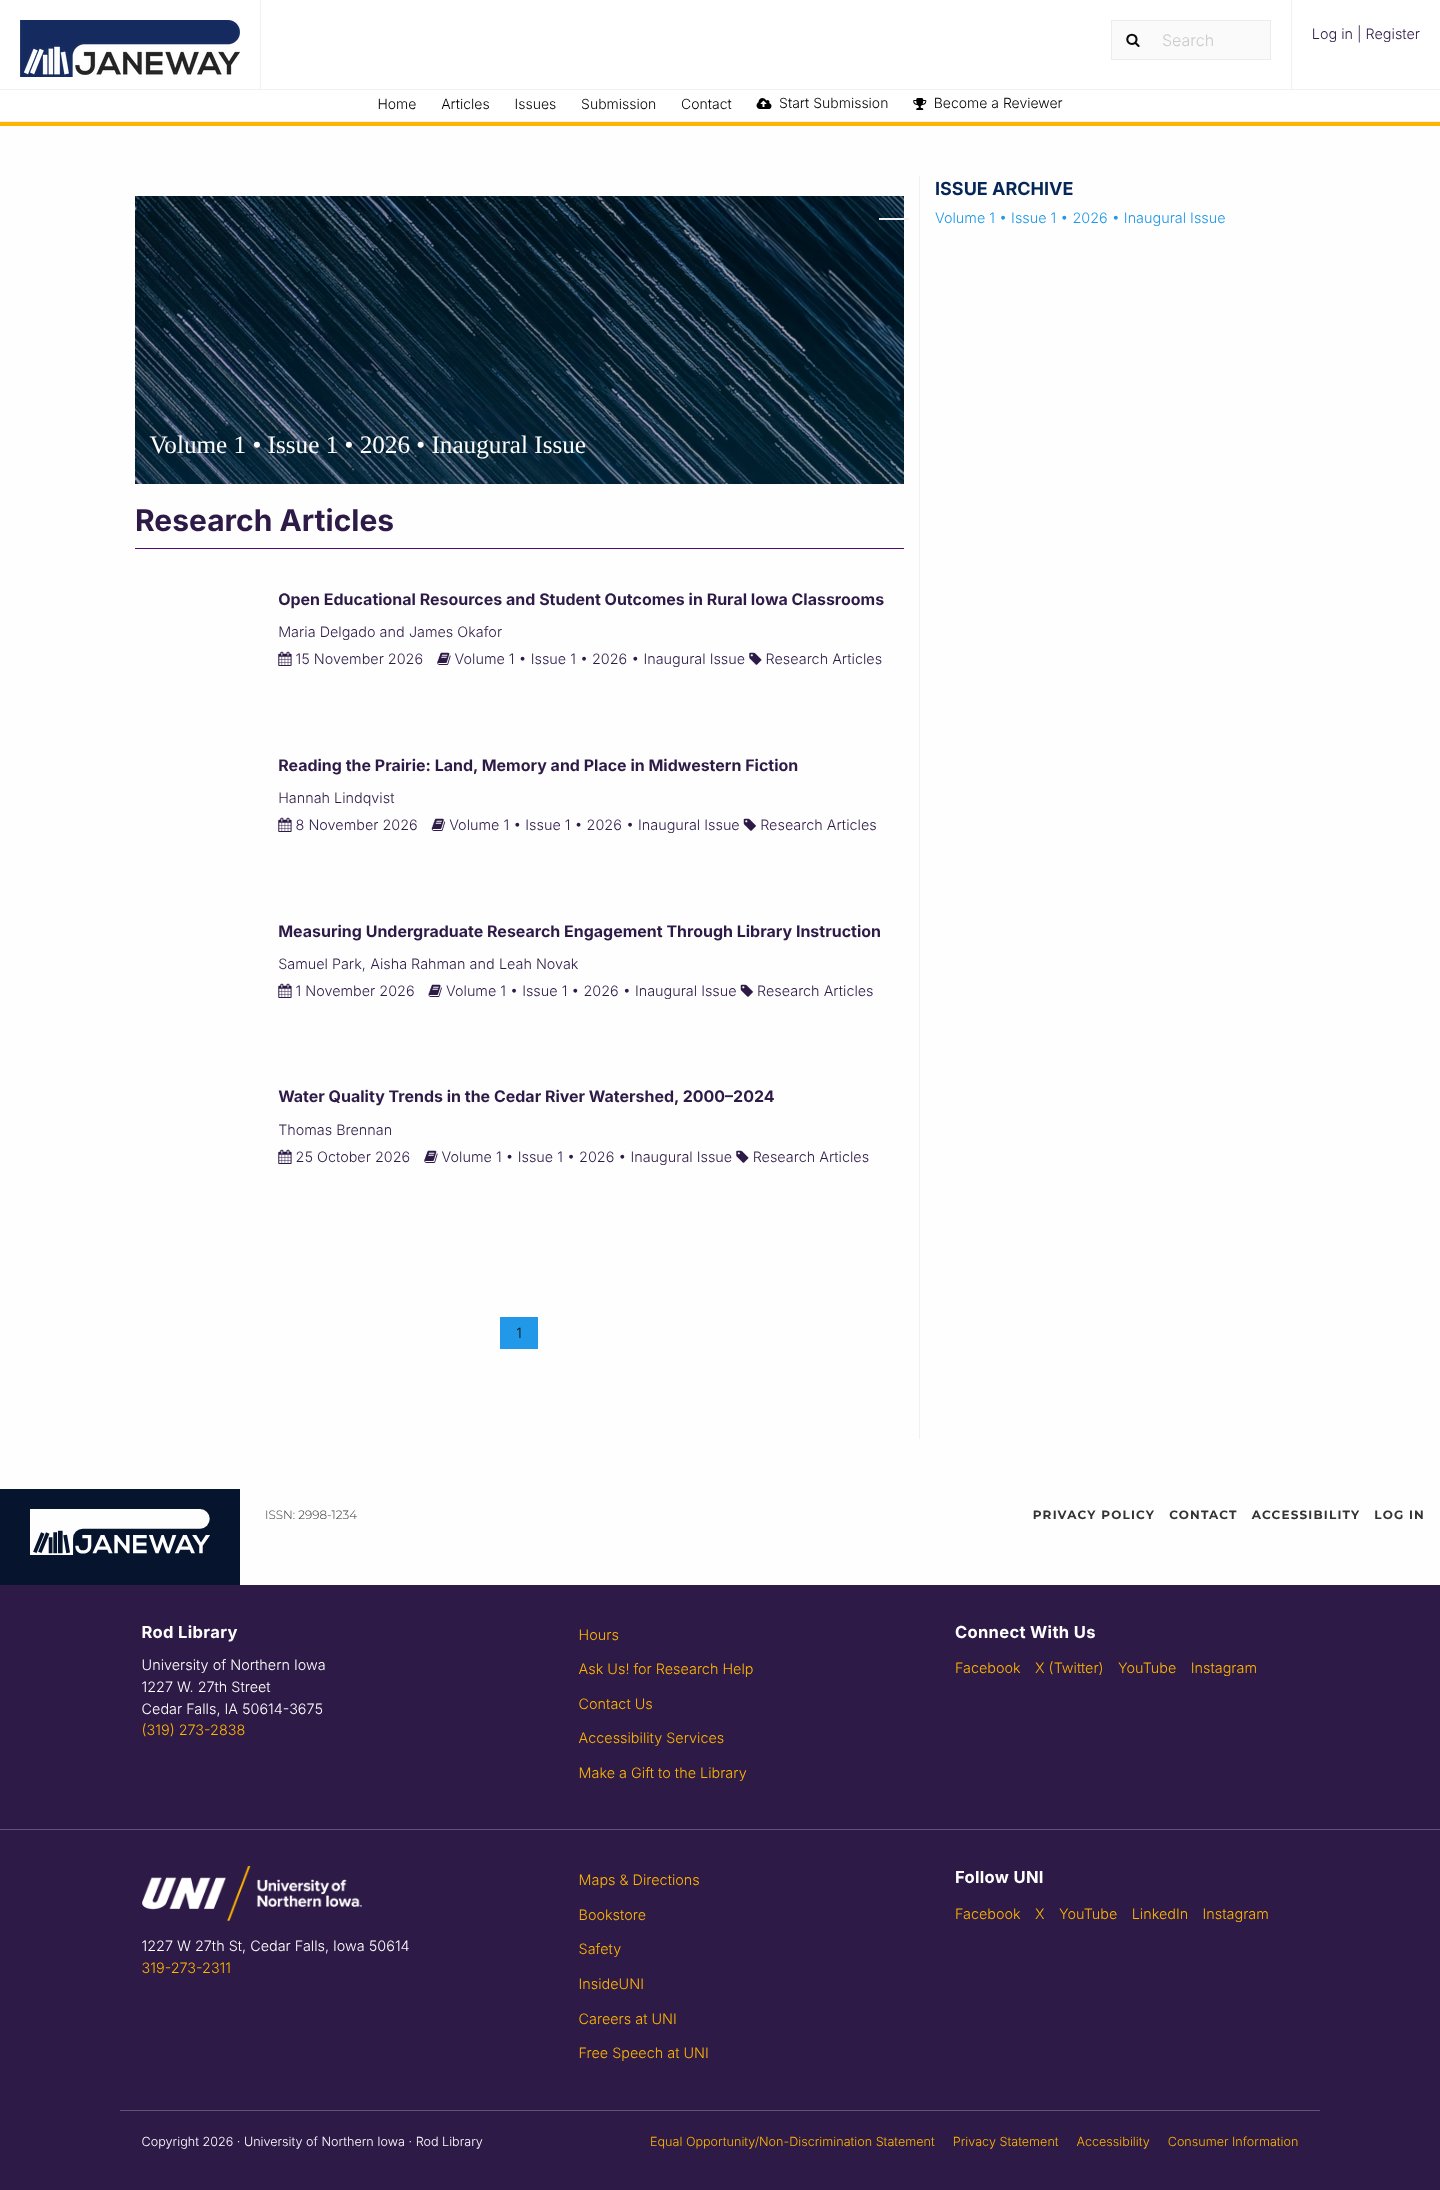 JANEWAY
Search
Log in | Register
Home Articles Issues Submission Contact Start Submission Become a Reviewer
Volume 1 • Issue 1 • 2026 • Inaugural Issue
ISSUE ARCHIVE
Volume 1 • Issue 1 • 2026 • Inaugural Issue
Research Articles
Open Educational Resources and Student Outcomes in Rural Iowa Classrooms
Maria Delgado and James Okafor
15 November 2026 Volume 1 • Issue 1 • 2026 • Inaugural Issue Research Articles
Reading the Prairie: Land, Memory and Place in Midwestern Fiction
Hannah Lindqvist
8 November 2026 Volume 1 • Issue 1 • 2026 • Inaugural Issue Research Articles
Measuring Undergraduate Research Engagement Through Library Instruction
Samuel Park, Aisha Rahman and Leah Novak
1 November 2026 Volume 1 • Issue 1 • 2026 • Inaugural Issue Research Articles
Water Quality Trends in the Cedar River Watershed, 2000–2024
Thomas Brennan
25 October 2026 Volume 1 • Issue 1 • 2026 • Inaugural Issue Research Articles
1
JANEWAY
ISSN: 2998-1234
PRIVACY POLICY CONTACT ACCESSIBILITY LOG IN
Rod Library
University of Northern Iowa
1227 W. 27th Street
Cedar Falls, IA 50614-3675
(319) 273-2838
Hours
Ask Us! for Research Help
Contact Us
Accessibility Services
Make a Gift to the Library
Connect With Us
Facebook X (Twitter) YouTube Instagram
UNI University of
Northern Iowa.
1227 W 27th St, Cedar Falls, Iowa 50614
319-273-2311
Maps & Directions
Bookstore
Safety
InsideUNI
Careers at UNI
Free Speech at UNI
Follow UNI
Facebook X YouTube LinkedIn Instagram
Copyright 2026 · University of Northern Iowa · Rod Library
Equal Opportunity/Non-Discrimination Statement Privacy Statement Accessibility Consumer Information